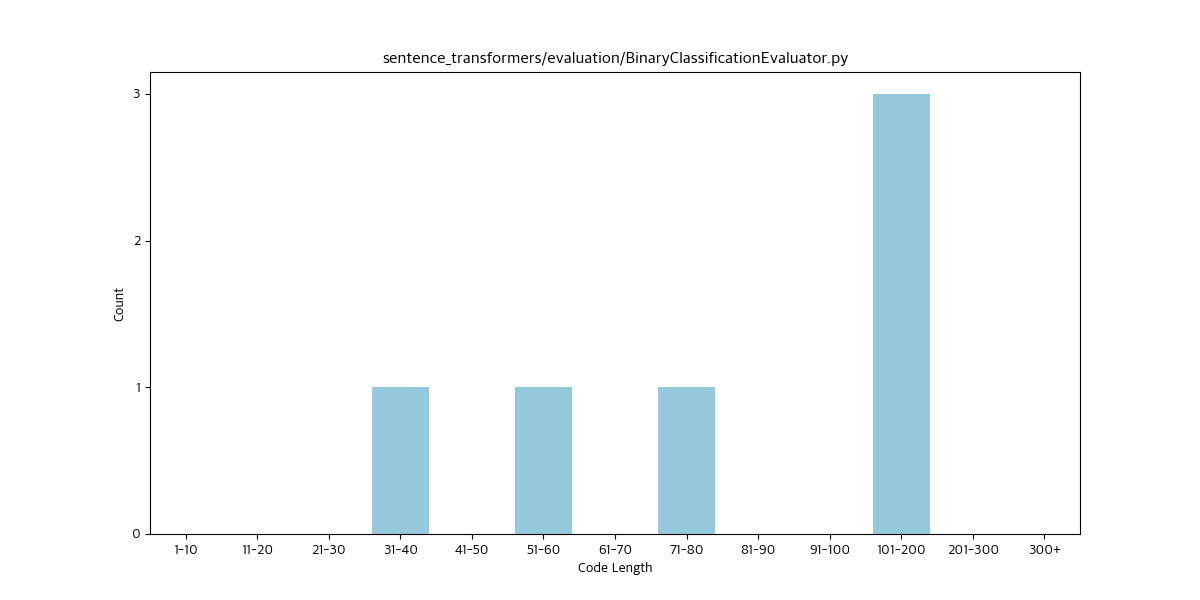 sentence_transformers/evaluation/BinaryClassificationEvaluator.py
3
2
1
0
Count
1-10 11-20 21-30 31-40 41-50 51-60 61-70 71-80 81-90 91-100 101-200 201-300 300+
Code Length